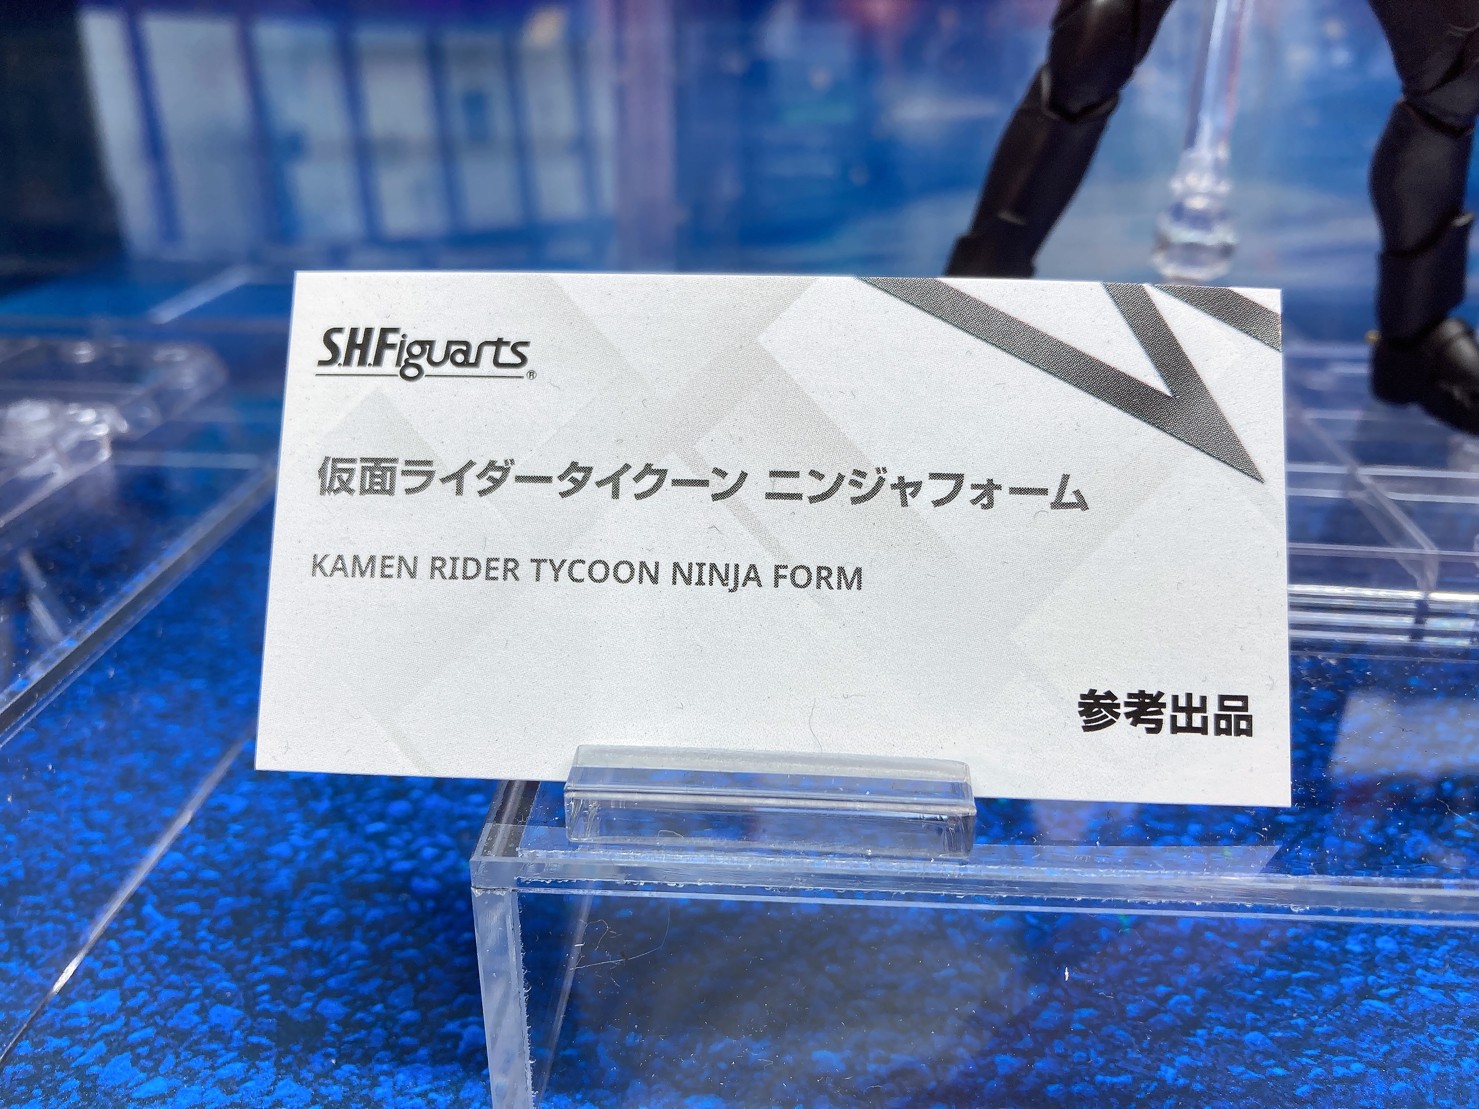 S.H.Figuarts®
仮面ライダータイクーン ニンジャフォーム
KAMEN RIDER TYCOON NINJA FORM
参考出品